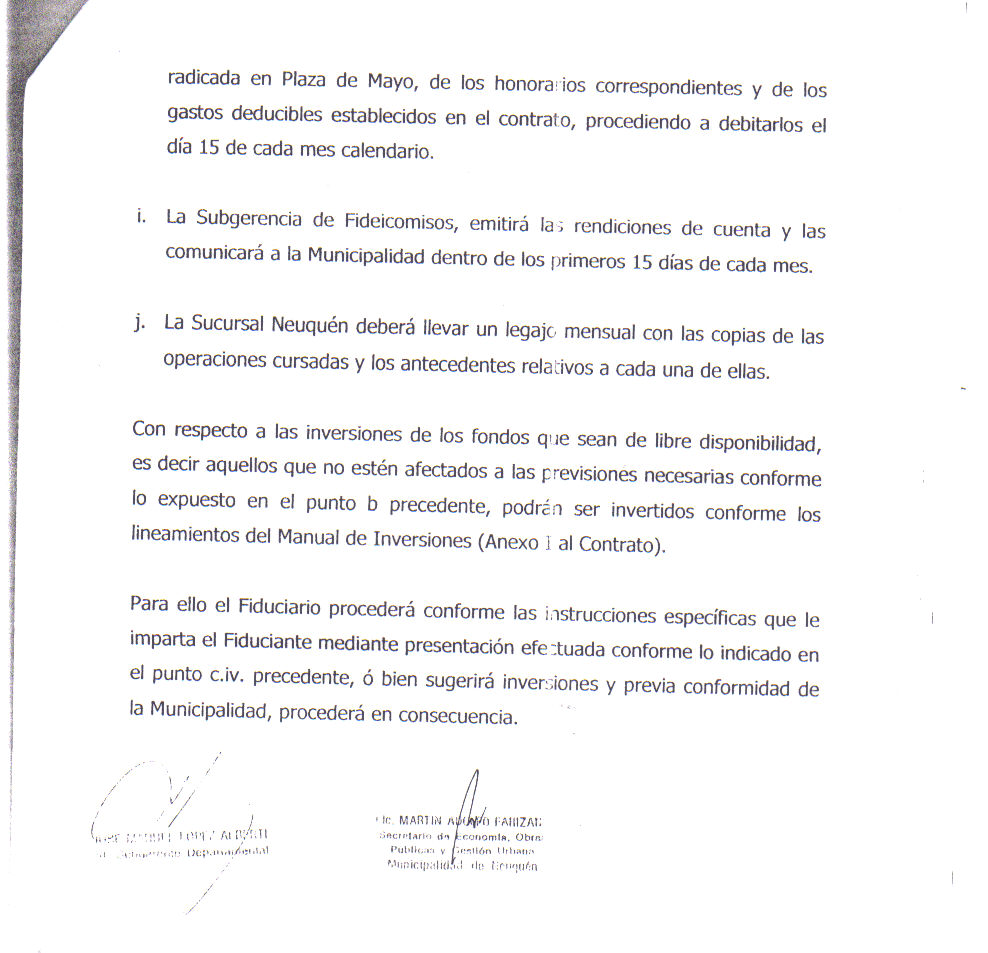 radicada en Plaza de Mayo, de los honorarios correspondientes y de los
gastos deducibles establecidos en el contrato, procediendo a debitarlos el
día 15 de cada mes calendario.
i. La Subgerencia de Fideicomisos, emitirá las rendiciones de cuenta y las
comunicará a la Municipalidad dentro de los primeros 15 días de cada mes.
j. La Sucursal Neuquén deberá llevar un legajo mensual con las copias de las
operaciones cursadas y los antecedentes relativos a cada una de ellas.
Con respecto a las inversiones de los fondos que sean de libre disponibilidad,
es decir aquellos que no estén afectados a las previsiones necesarias conforme
lo expuesto en el punto b precedente, podrán ser invertidos conforme los
lineamientos del Manual de Inversiones (Anexo I al Contrato).
Para ello el Fiduciario procederá conforme las instrucciones específicas que le
imparta el Fiduciante mediante presentación efectuada conforme lo indicado en
el punto c.iv. precedente, ó bien sugerirá inversiones y previa conformidad de
la Municipalidad, procederá en consecuencia.
LOPEZ
Departamental
Lic. MARTIN ADOLFO FARIZANO
Secretario de Economía, Obras
Públicas y Gestión Urbana
Municipalidad de Neuquén